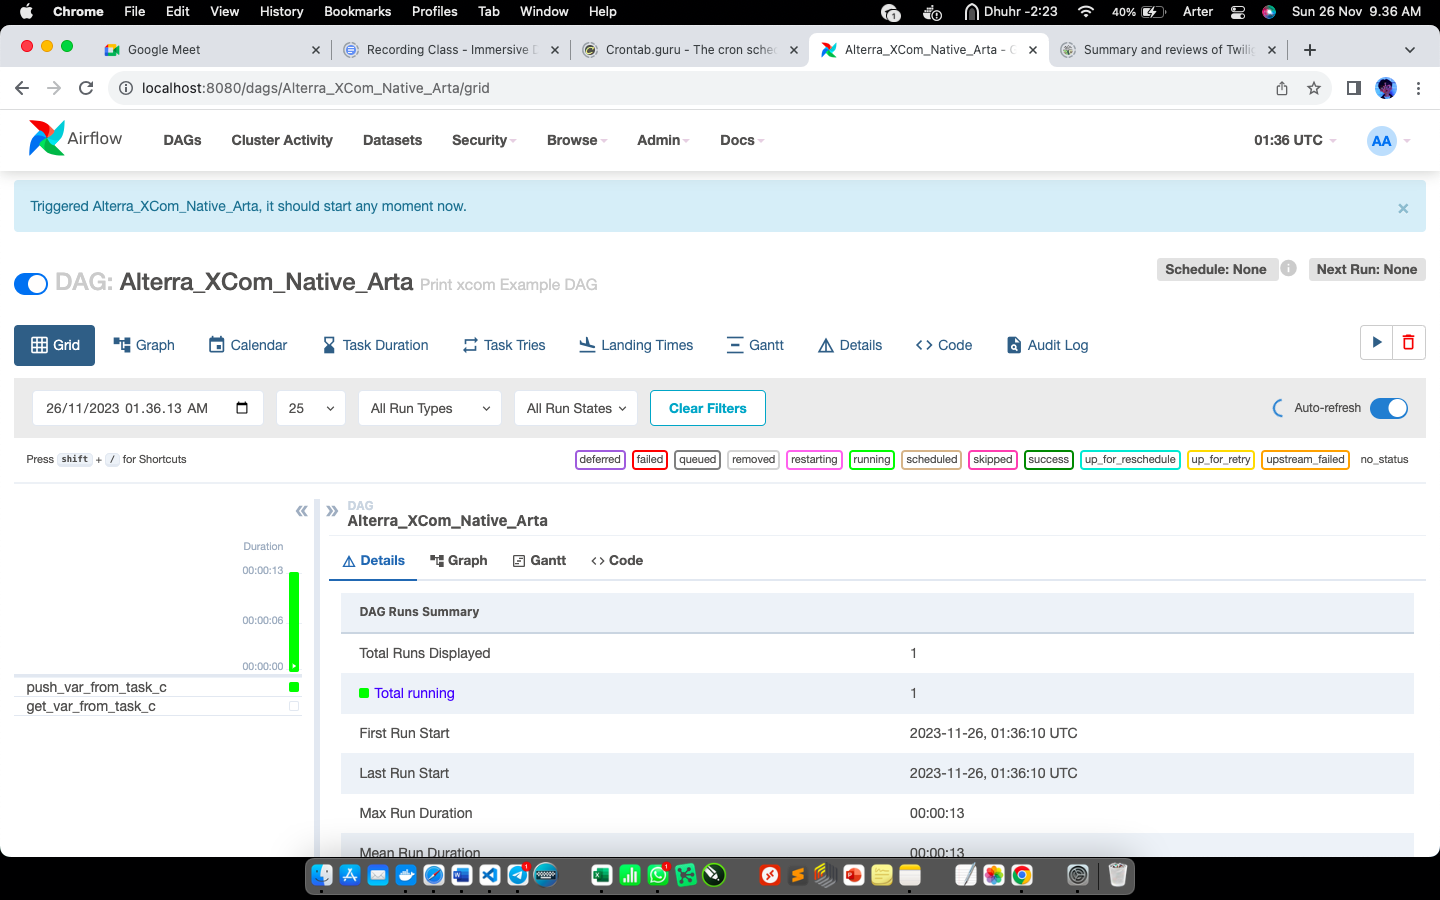 Chrome File Edit View History Bookmarks Profiles Tab Window Help 1 Dhuhr -2:23 40% Arter Sun 26 Nov 9.36 AM
Google Meet Recording Class - Immersive D Crontab.guru - The cron sche Alterra_XCom_Native_Arta - G Summary and reviews of Twilig
localhost:8080/dags/Alterra_XCom_Native_Arta/grid
Airflow DAGs Cluster Activity Datasets Security Browse Admin Docs 01:36 UTC AA
Triggered Alterra_XCom_Native_Arta, it should start any moment now. ×
DAG: Alterra_XCom_Native_Arta Print xcom Example DAG Schedule: None Next Run: None
Grid Graph Calendar Task Duration Task Tries Landing Times Gantt Details Code Audit Log
26/11/2023 01.36.13 AM 25 All Run Types All Run States Clear Filters Auto-refresh
Press shift + / for Shortcuts deferred failed queued removed restarting running scheduled skipped success up_for_reschedule up_for_retry upstream_failed no_status
DAG
Alterra_XCom_Native_Arta
Duration
00:00:13
00:00:06
00:00:00
push_var_from_task_c
get_var_from_task_c
Details Graph Gantt Code
DAG Runs Summary
Total Runs Displayed 1
Total running 1
First Run Start 2023-11-26, 01:36:10 UTC
Last Run Start 2023-11-26, 01:36:10 UTC
Max Run Duration 00:00:13
Mean Run Duration 00:00:13